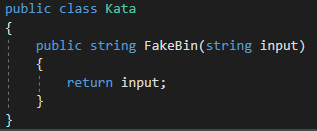 public class Kata
{
    public string FakeBin(string input)
    {
        return input;
    }
}